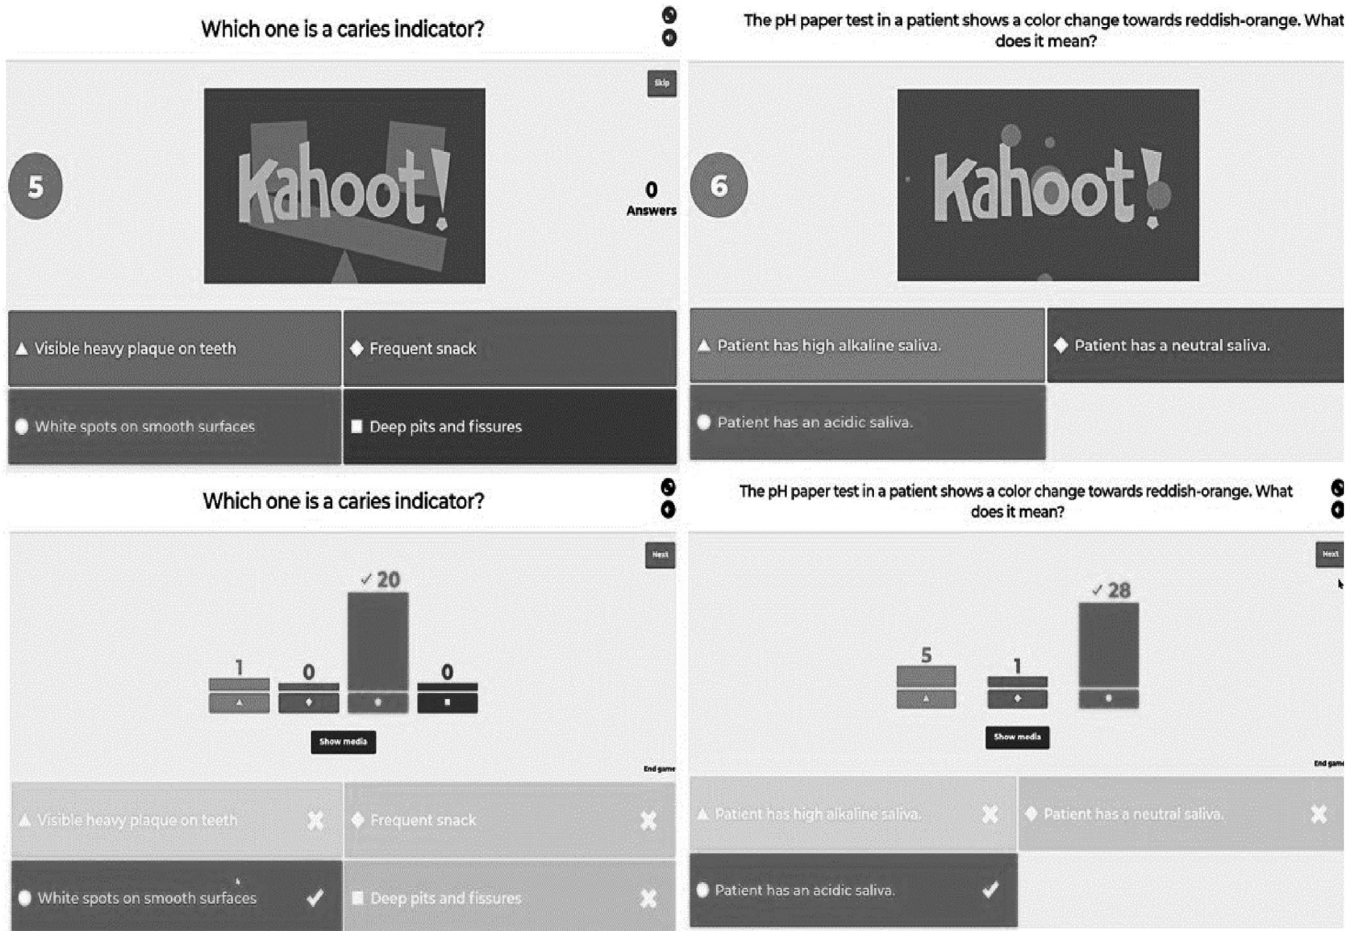 Which one is a caries indicator?
Skip
Kahoot!
5
0
Answers
Visible heavy plaque on teeth
Frequent snack
White spots on smooth surfaces
Deep pits and fissures
The pH paper test in a patient shows a color change towards reddish-orange. What
does it mean?
Kahoot!
6
Patient has high alkaline saliva.
Patient has a neutral saliva.
Patient has an acidic saliva.
Which one is a caries indicator?
Next
20
1
0
0
Show media
End game
Visible heavy plaque on teeth
Frequent snack
White spots on smooth surfaces
Deep pits and fissures
The pH paper test in a patient shows a color change towards reddish-orange. What
does it mean?
Next
28
5
1
Show media
End game
Patient has high alkaline saliva.
Patient has a neutral saliva.
Patient has an acidic saliva.